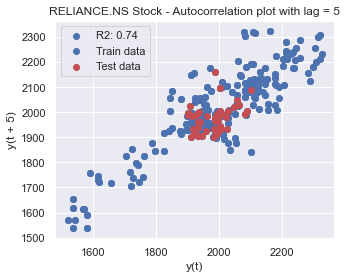 RELIANCE.NS Stock - Autocorrelation plot with lag = 5
R2: 0.74
Train data
Test data
y(t + 5)
2300
2200
2100
2000
1900
1800
1700
1600
1500
1600 1800 2000 2200
y(t)